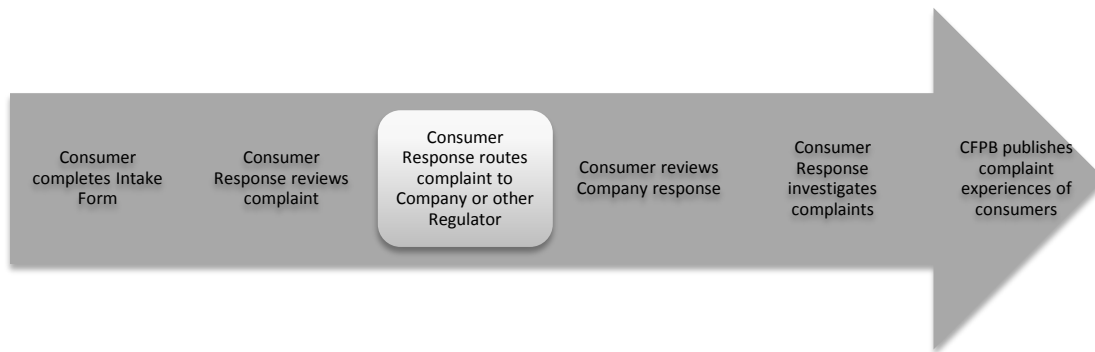 Consumer
completes Intake
Form
Consumer
Response reviews
complaint
Consumer
Response routes
complaint to
Company or other
Regulator
Consumer reviews
Company response
Consumer
Response
investigates
complaints
CFPB publishes
complaint
experiences of
consumers